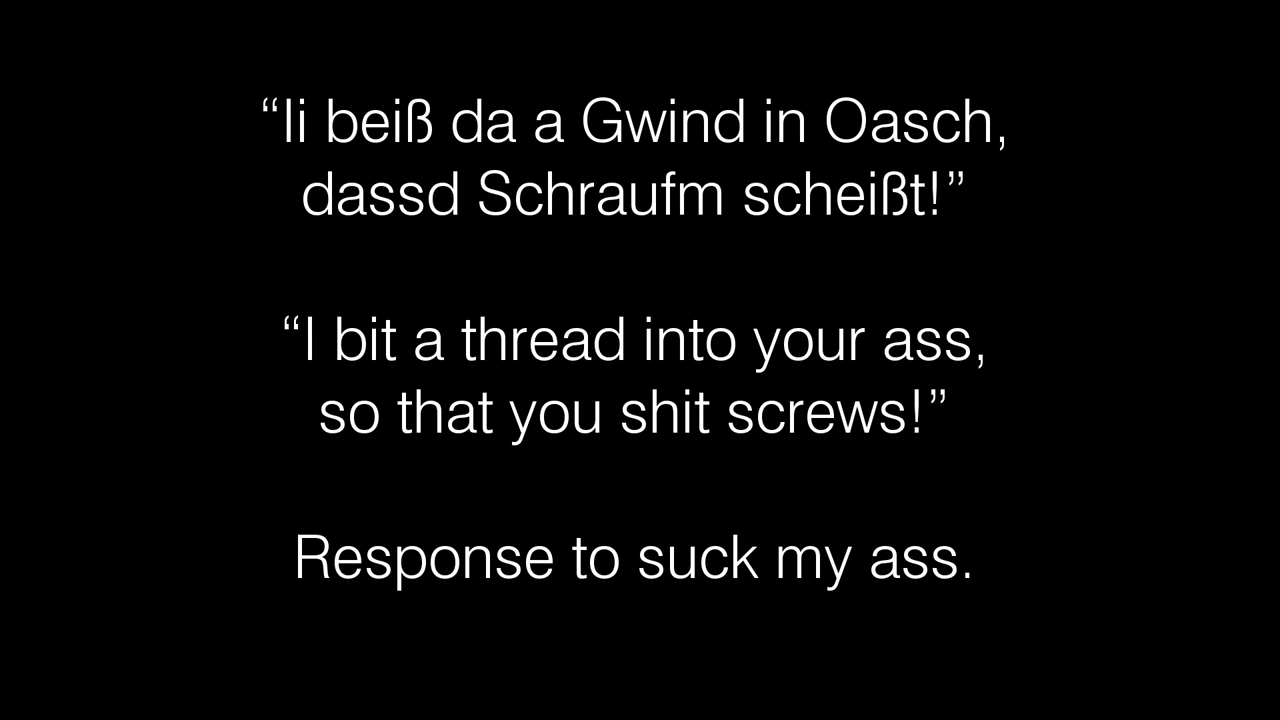 “Ii beiß da a Gwind in Oasch,
dassd Schraufm scheißt!”
“I bit a thread into your ass,
so that you shit screws!”
Response to suck my ass.